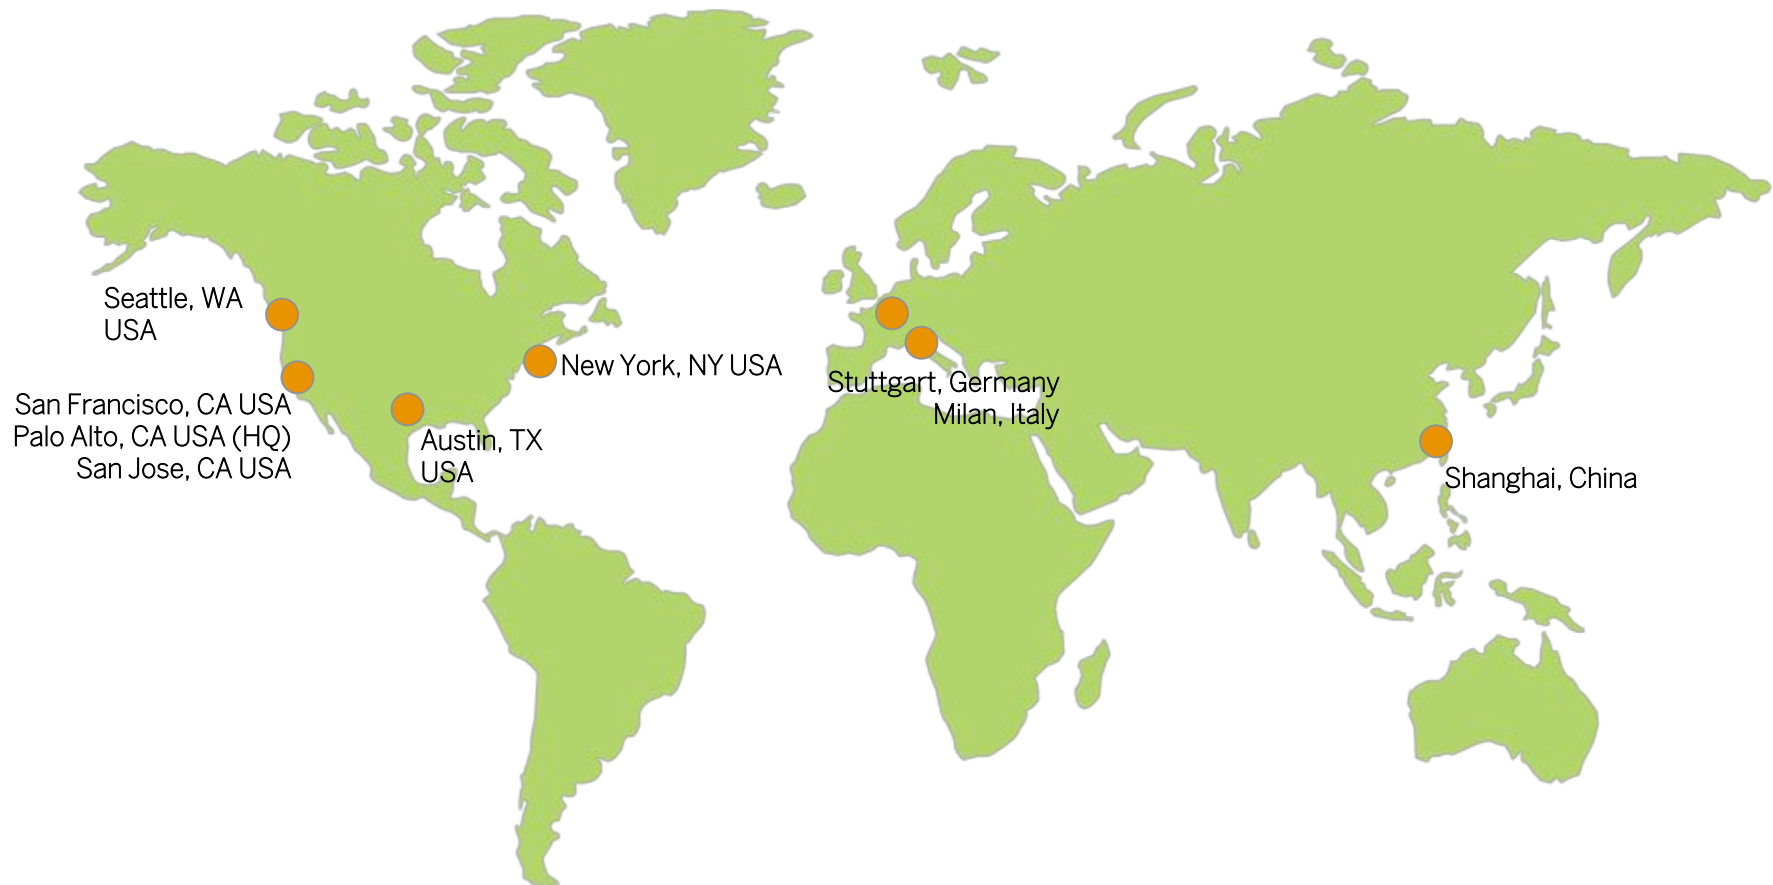 Seattle, WA
USA
San Francisco, CA USA
Palo Alto, CA USA (HQ)
San Jose, CA USA
Austin, TX
USA
New York, NY USA
Stuttgart, Germany
Milan, Italy
Shanghai, China